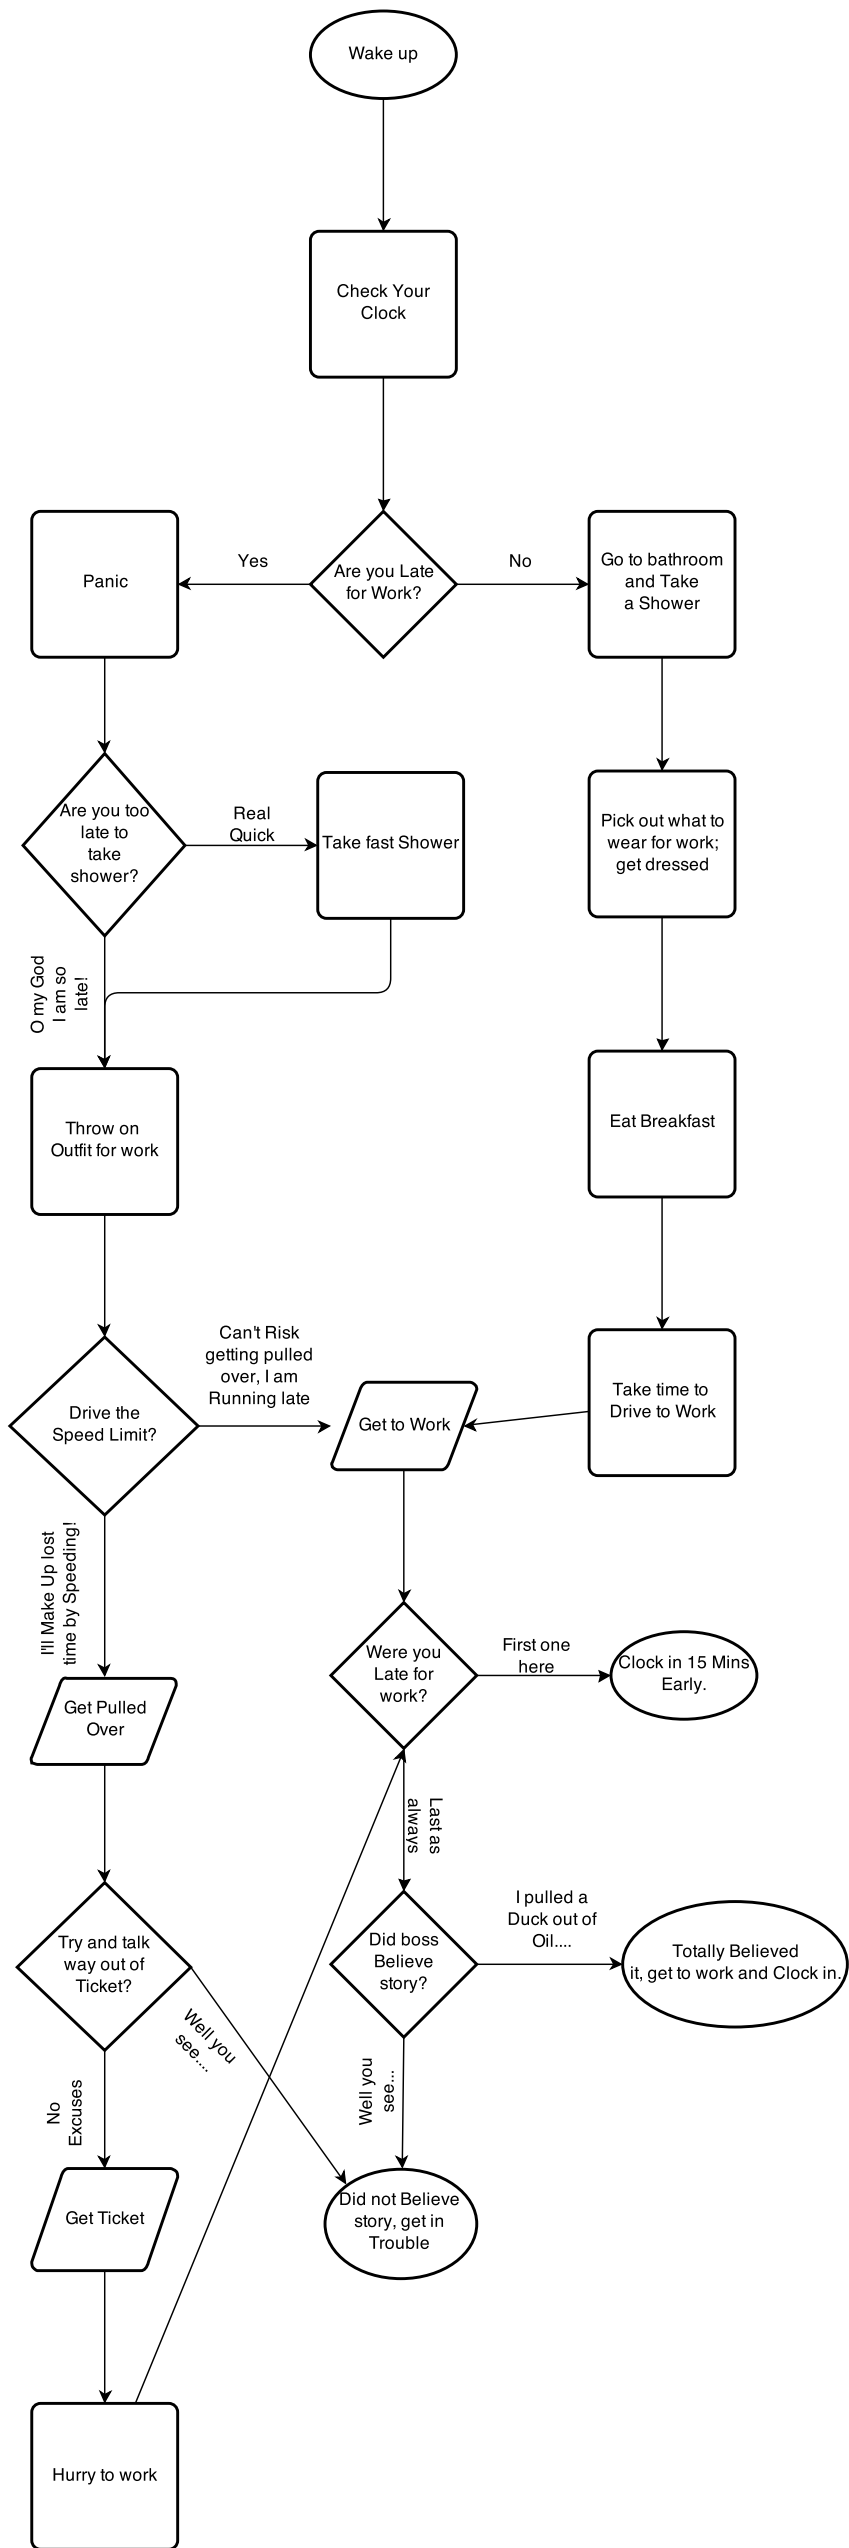 Wake up
Check Your
Clock
Are you Late
for Work?
Yes
No
Panic
Go to bathroom
and Take
a Shower
Are you too
late to
take
shower?
Real
Quick
Take fast Shower
Pick out what to
wear for work;
get dressed
O my God
I am so
late!
Throw on
Outfit for work
Eat Breakfast
Drive the
Speed Limit?
Can't Risk
getting pulled
over, I am
Running late
Get to Work
Take time to
Drive to Work
I'll Make Up lost
time by Speeding!
Were you
Late for
work?
First one
here
Clock in 15 Mins
Early.
Get Pulled
Over
Last as
always
Try and talk
way out of
Ticket?
Did boss
Believe
story?
I pulled a
Duck out of
Oil....
Totally Believed
it, get to work and Clock in.
Well you
see....
No
Excuses
Well you
see...
Get Ticket
Did not Believe
story, get in
Trouble
Hurry to work